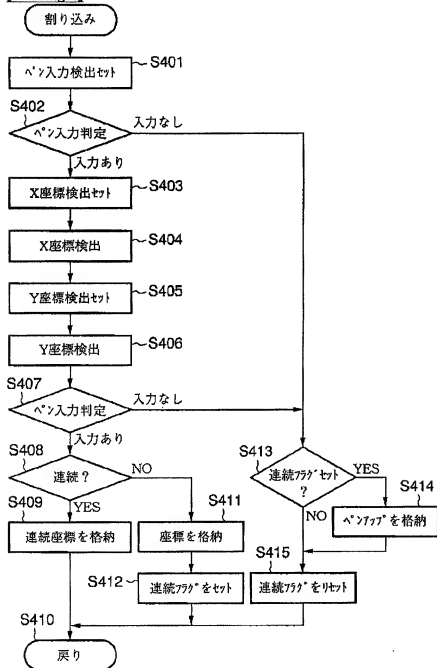 割り込み
ペン入力検出セット
S401
S402
ペン入力判定
入力なし
入力あり
X座標検出セット
S403
X座標検出
S404
Y座標検出セット
S405
Y座標検出
S406
S407
ペン入力判定
入力なし
入力あり
S408
連続？
NO
YES
S409
連続座標を格納
S411
座標を格納
S412
連続フラグをセット
S413
連続フラグセット
？
YES
NO
S414
ペンアップを格納
S415
連続フラグをリセット
S410
戻り